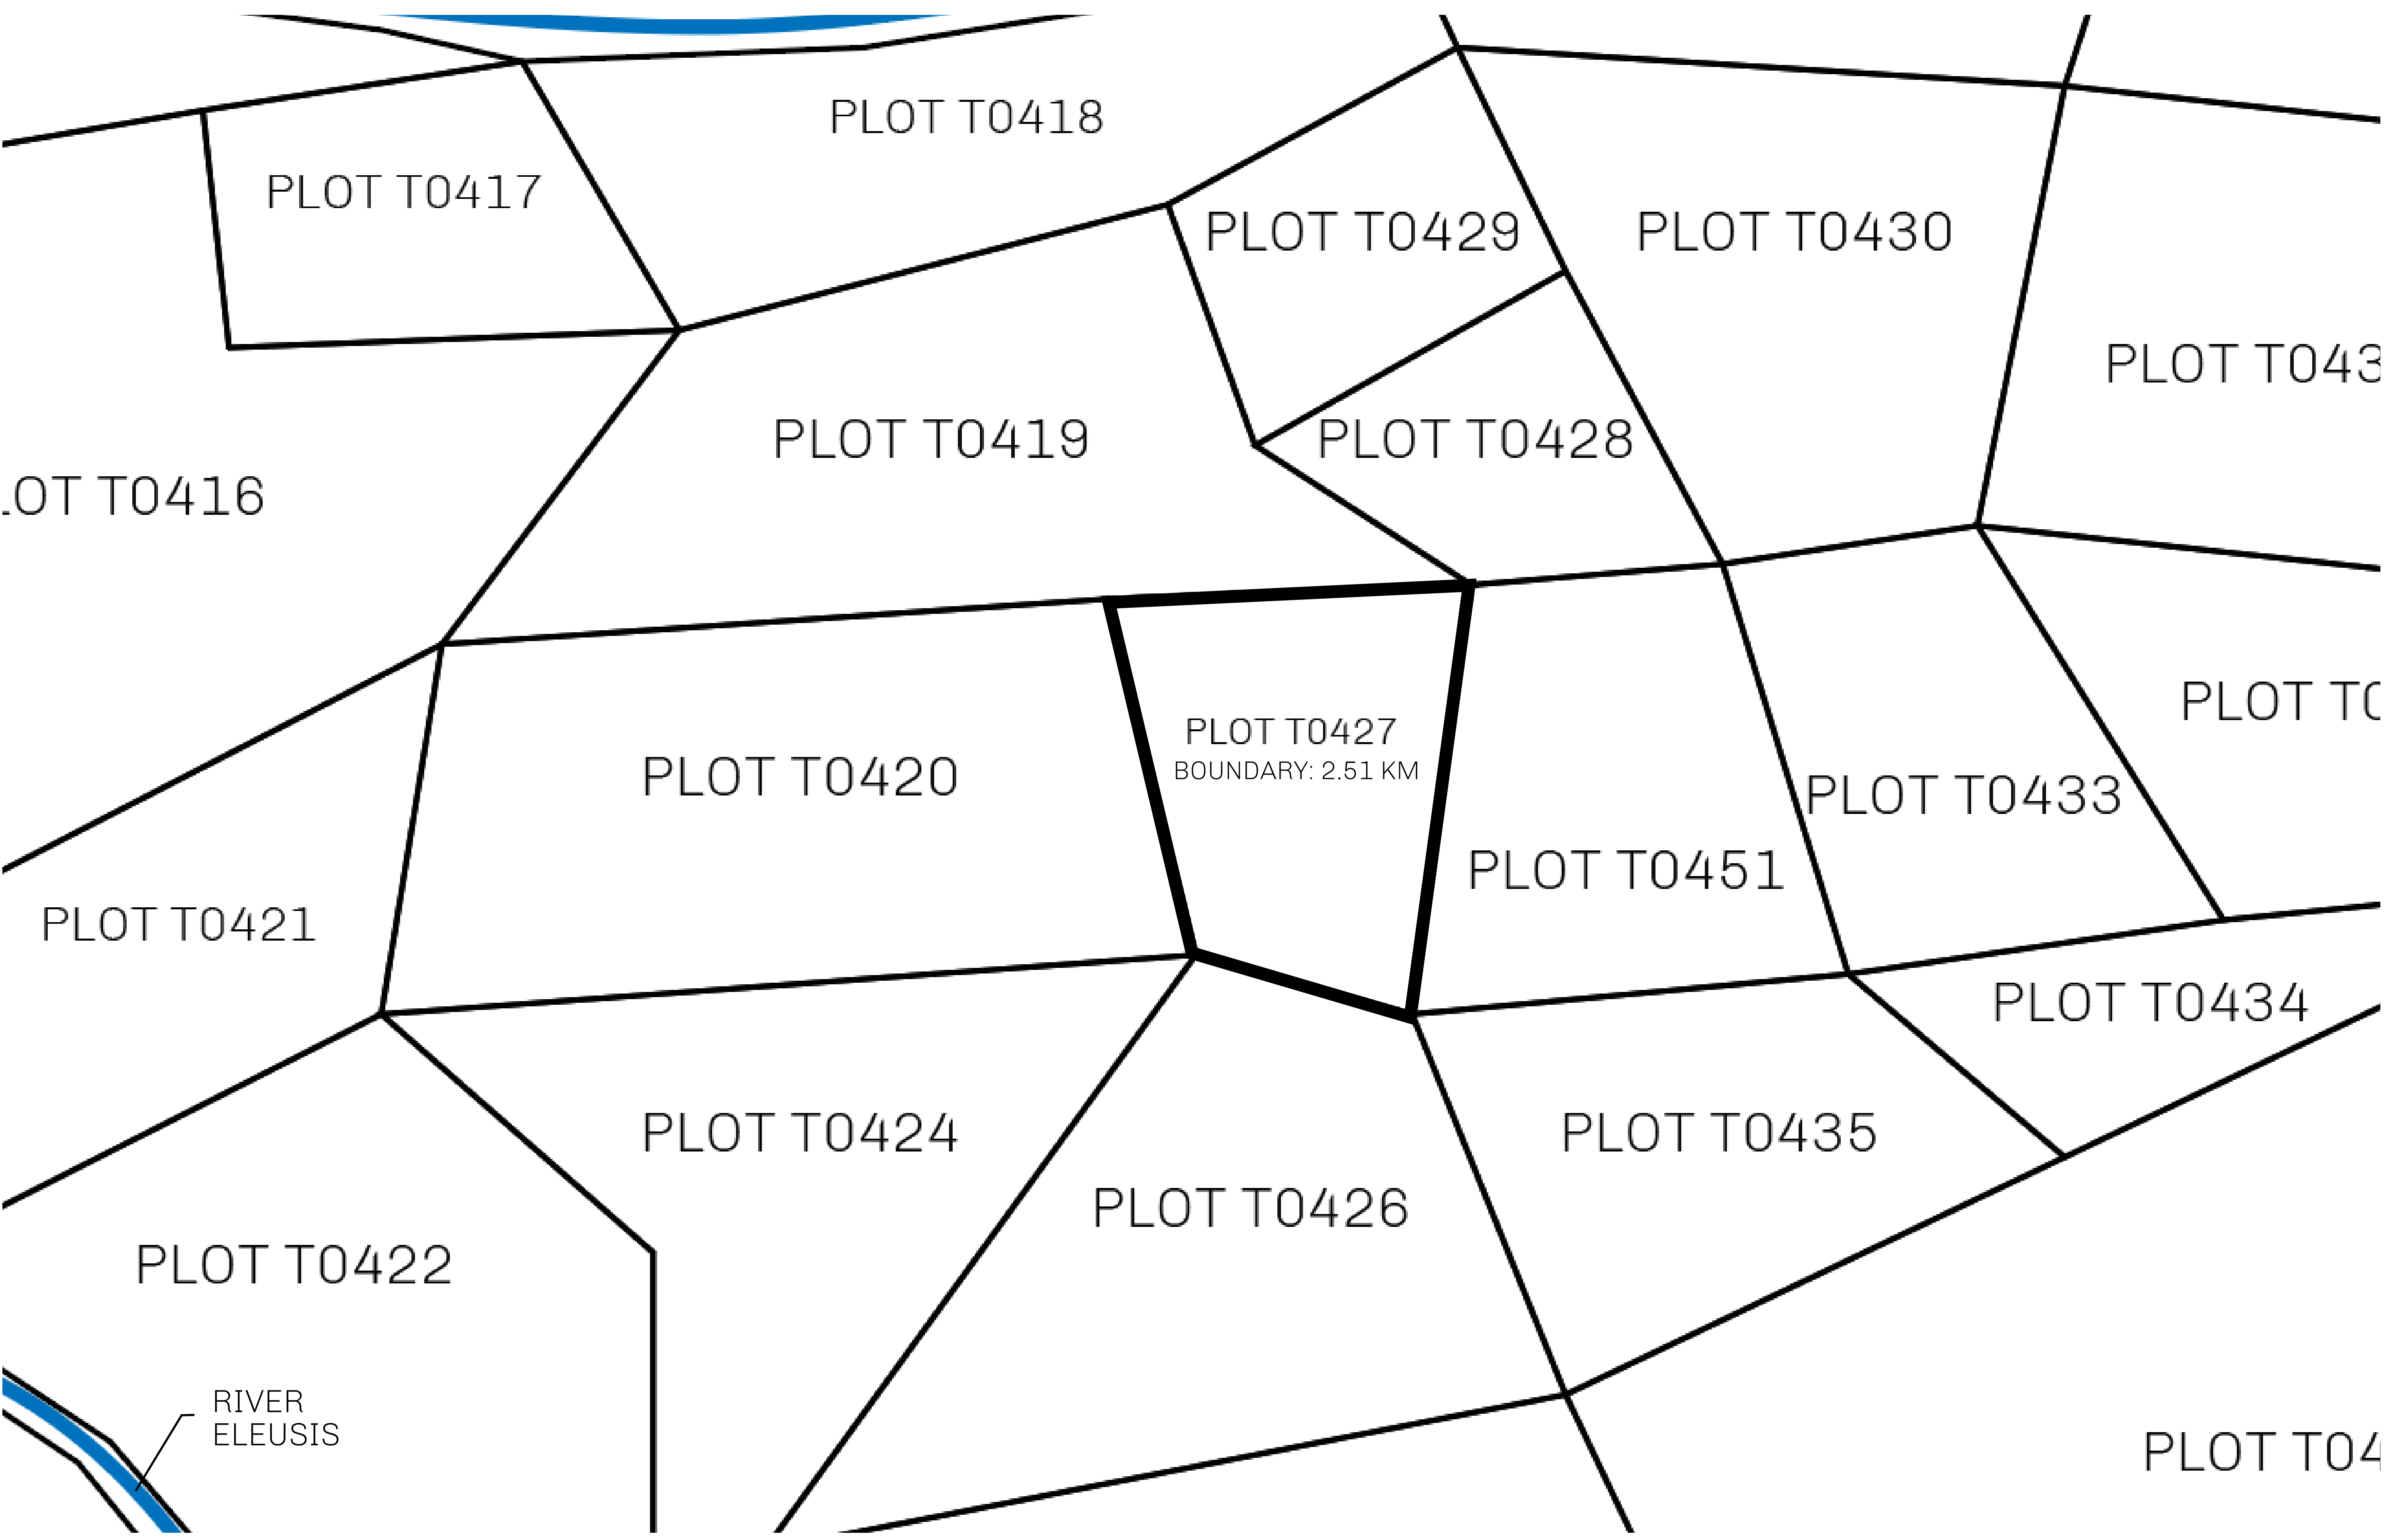 PLOT T0418
PLOT T0417
PLOT T0429
PLOT T0430
PLOT T043
PLOT T0419
PLOT T0428
LOT T0416
PLOT T0427
BOUNDARY: 2.51 KM
PLOT T0420
PLOT T0
PLOT T0433
PLOT T0451
PLOT T0421
PLOT T0434
PLOT T0424
PLOT T0435
PLOT T0426
PLOT T0422
RIVER
ELEUSIS
PLOT T04